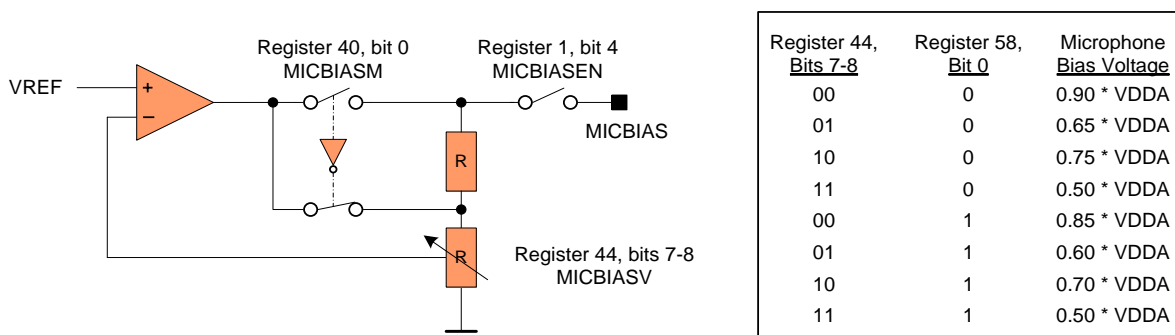 Register 40, bit 0
MICBIASM
Register 1, bit 4
MICBIASEN
VREF
+
−
MICBIAS
R
R
Register 44, bits 7-8
MICBIASV
Register 44, Register 58, Microphone
Bits 7-8 Bit 0 Bias Voltage
00 0 0.90 * VDDA
01 0 0.65 * VDDA
10 0 0.75 * VDDA
11 0 0.50 * VDDA
00 1 0.85 * VDDA
01 1 0.60 * VDDA
10 1 0.70 * VDDA
11 1 0.50 * VDDA